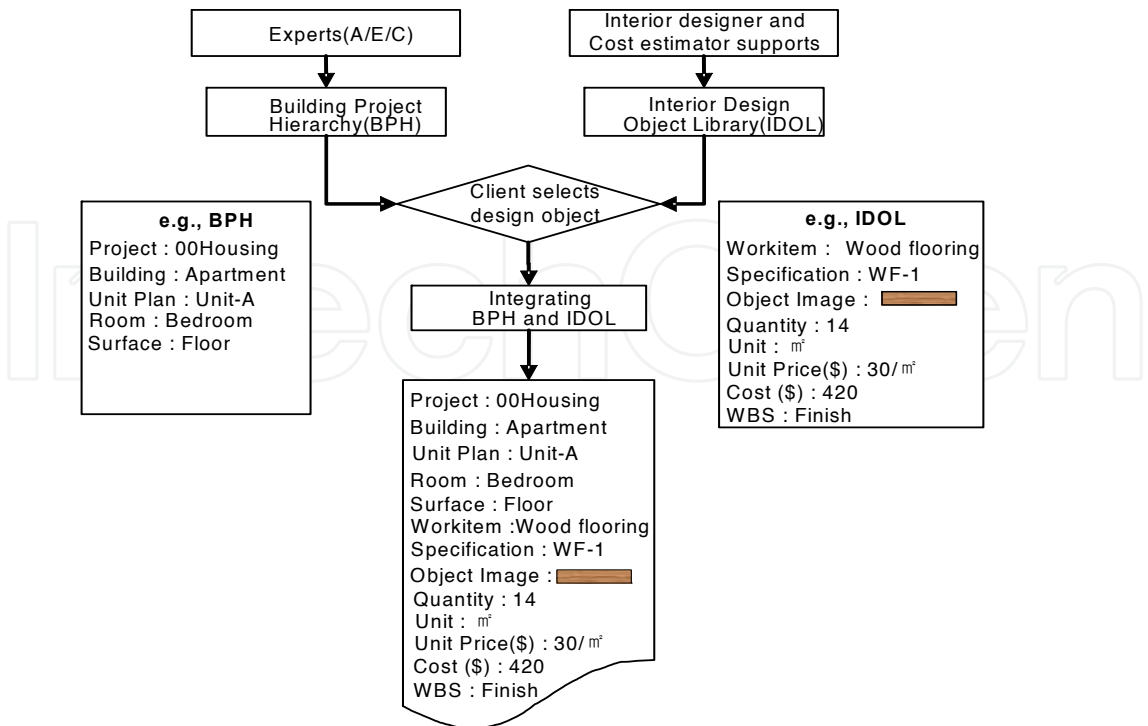 Experts(A/E/C)
Interior designer and
Cost estimator supports
Building Project
Hierarchy(BPH)
Interior Design
Object Library(IDOL)
Client selects
design object
e.g., BPH
Project : 00Housing
Building : Apartment
Unit Plan : Unit-A
Room : Bedroom
Surface : Floor
e.g., IDOL
Workitem : Wood flooring
Specification : WF-1
Object Image :
Quantity : 14
Unit : ㎡
Unit Price($) : 30/㎡
Cost ($) : 420
WBS : Finish
Integrating
BPH and IDOL
Project : 00Housing
Building : Apartment
Unit Plan : Unit-A
Room : Bedroom
Surface : Floor
Workitem :Wood flooring
Specification : WF-1
Object Image :
Quantity : 14
Unit : ㎡
Unit Price($) : 30/㎡
Cost ($) : 420
WBS : Finish
IntechOpen